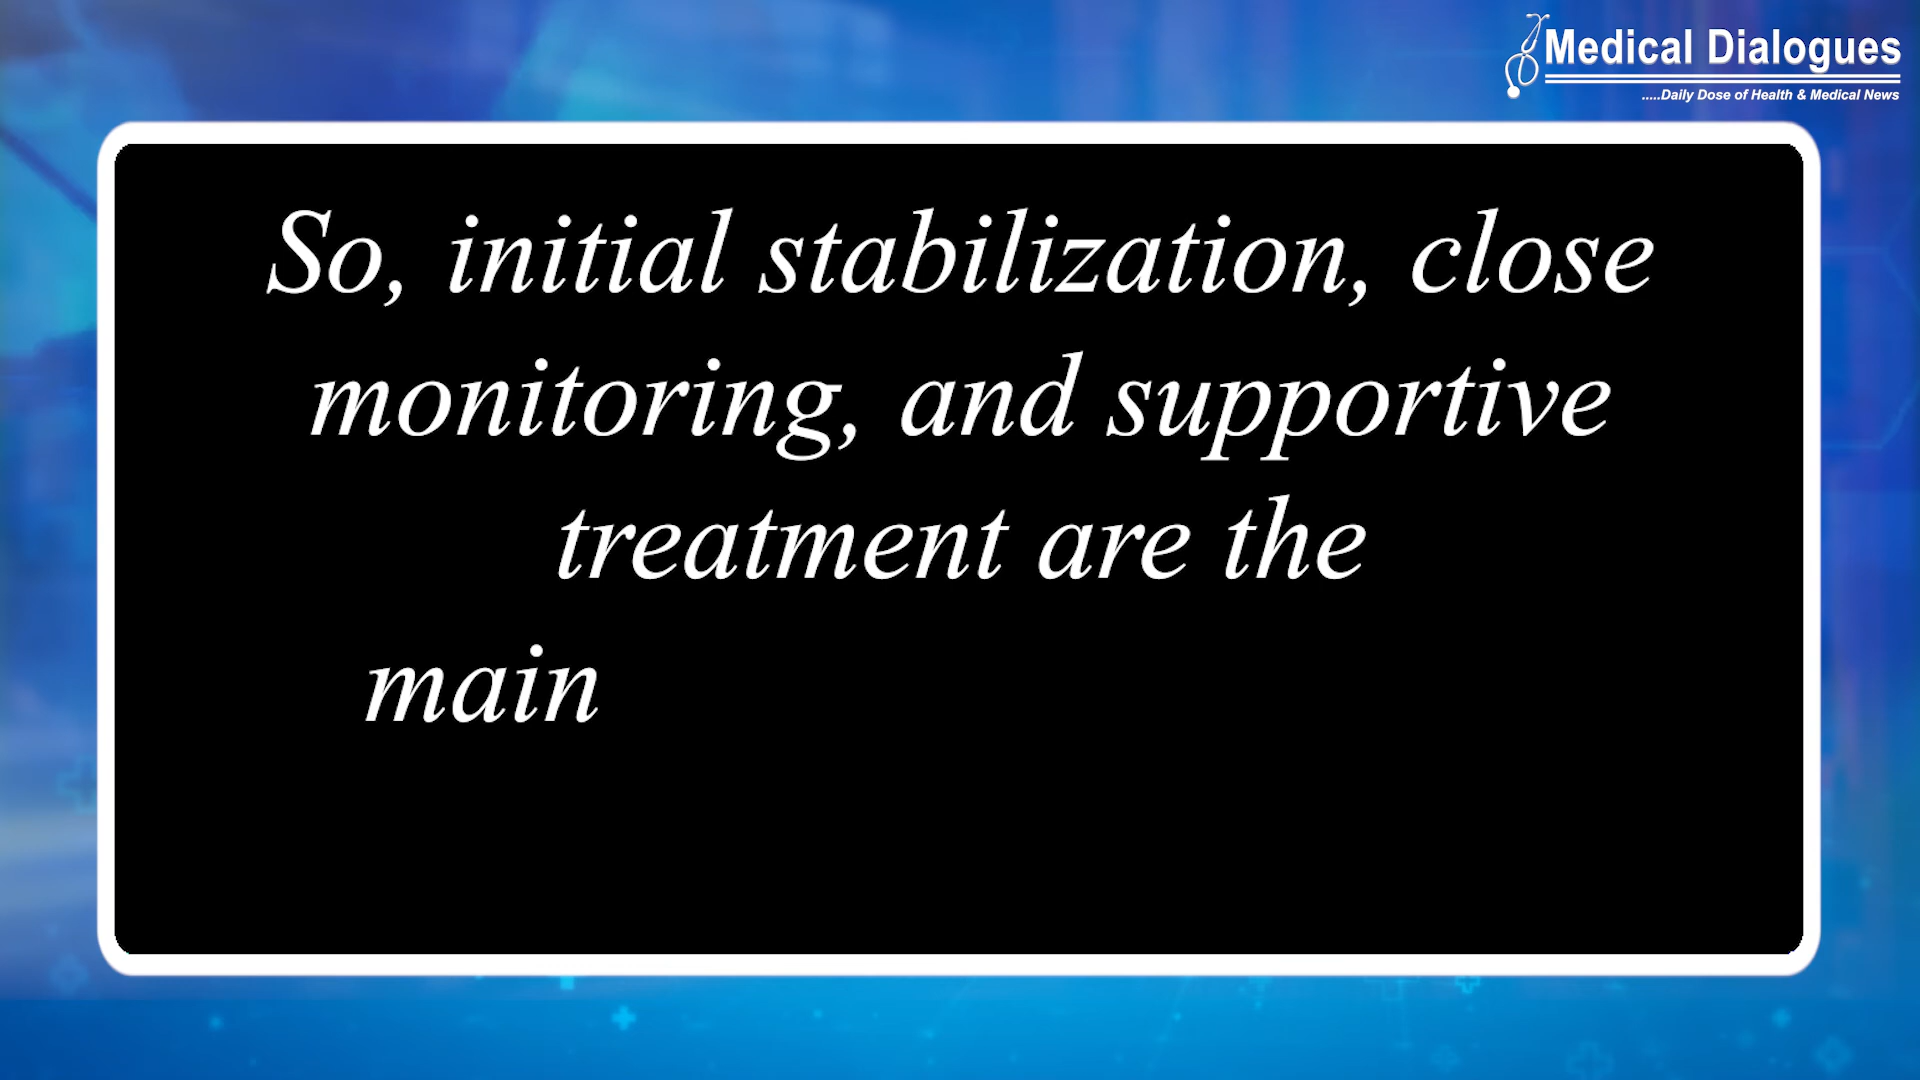 Medical Dialogues
.....Daily Dose of Health & Medical News
So, initial stabilization, close
monitoring, and supportive
treatment are the
main